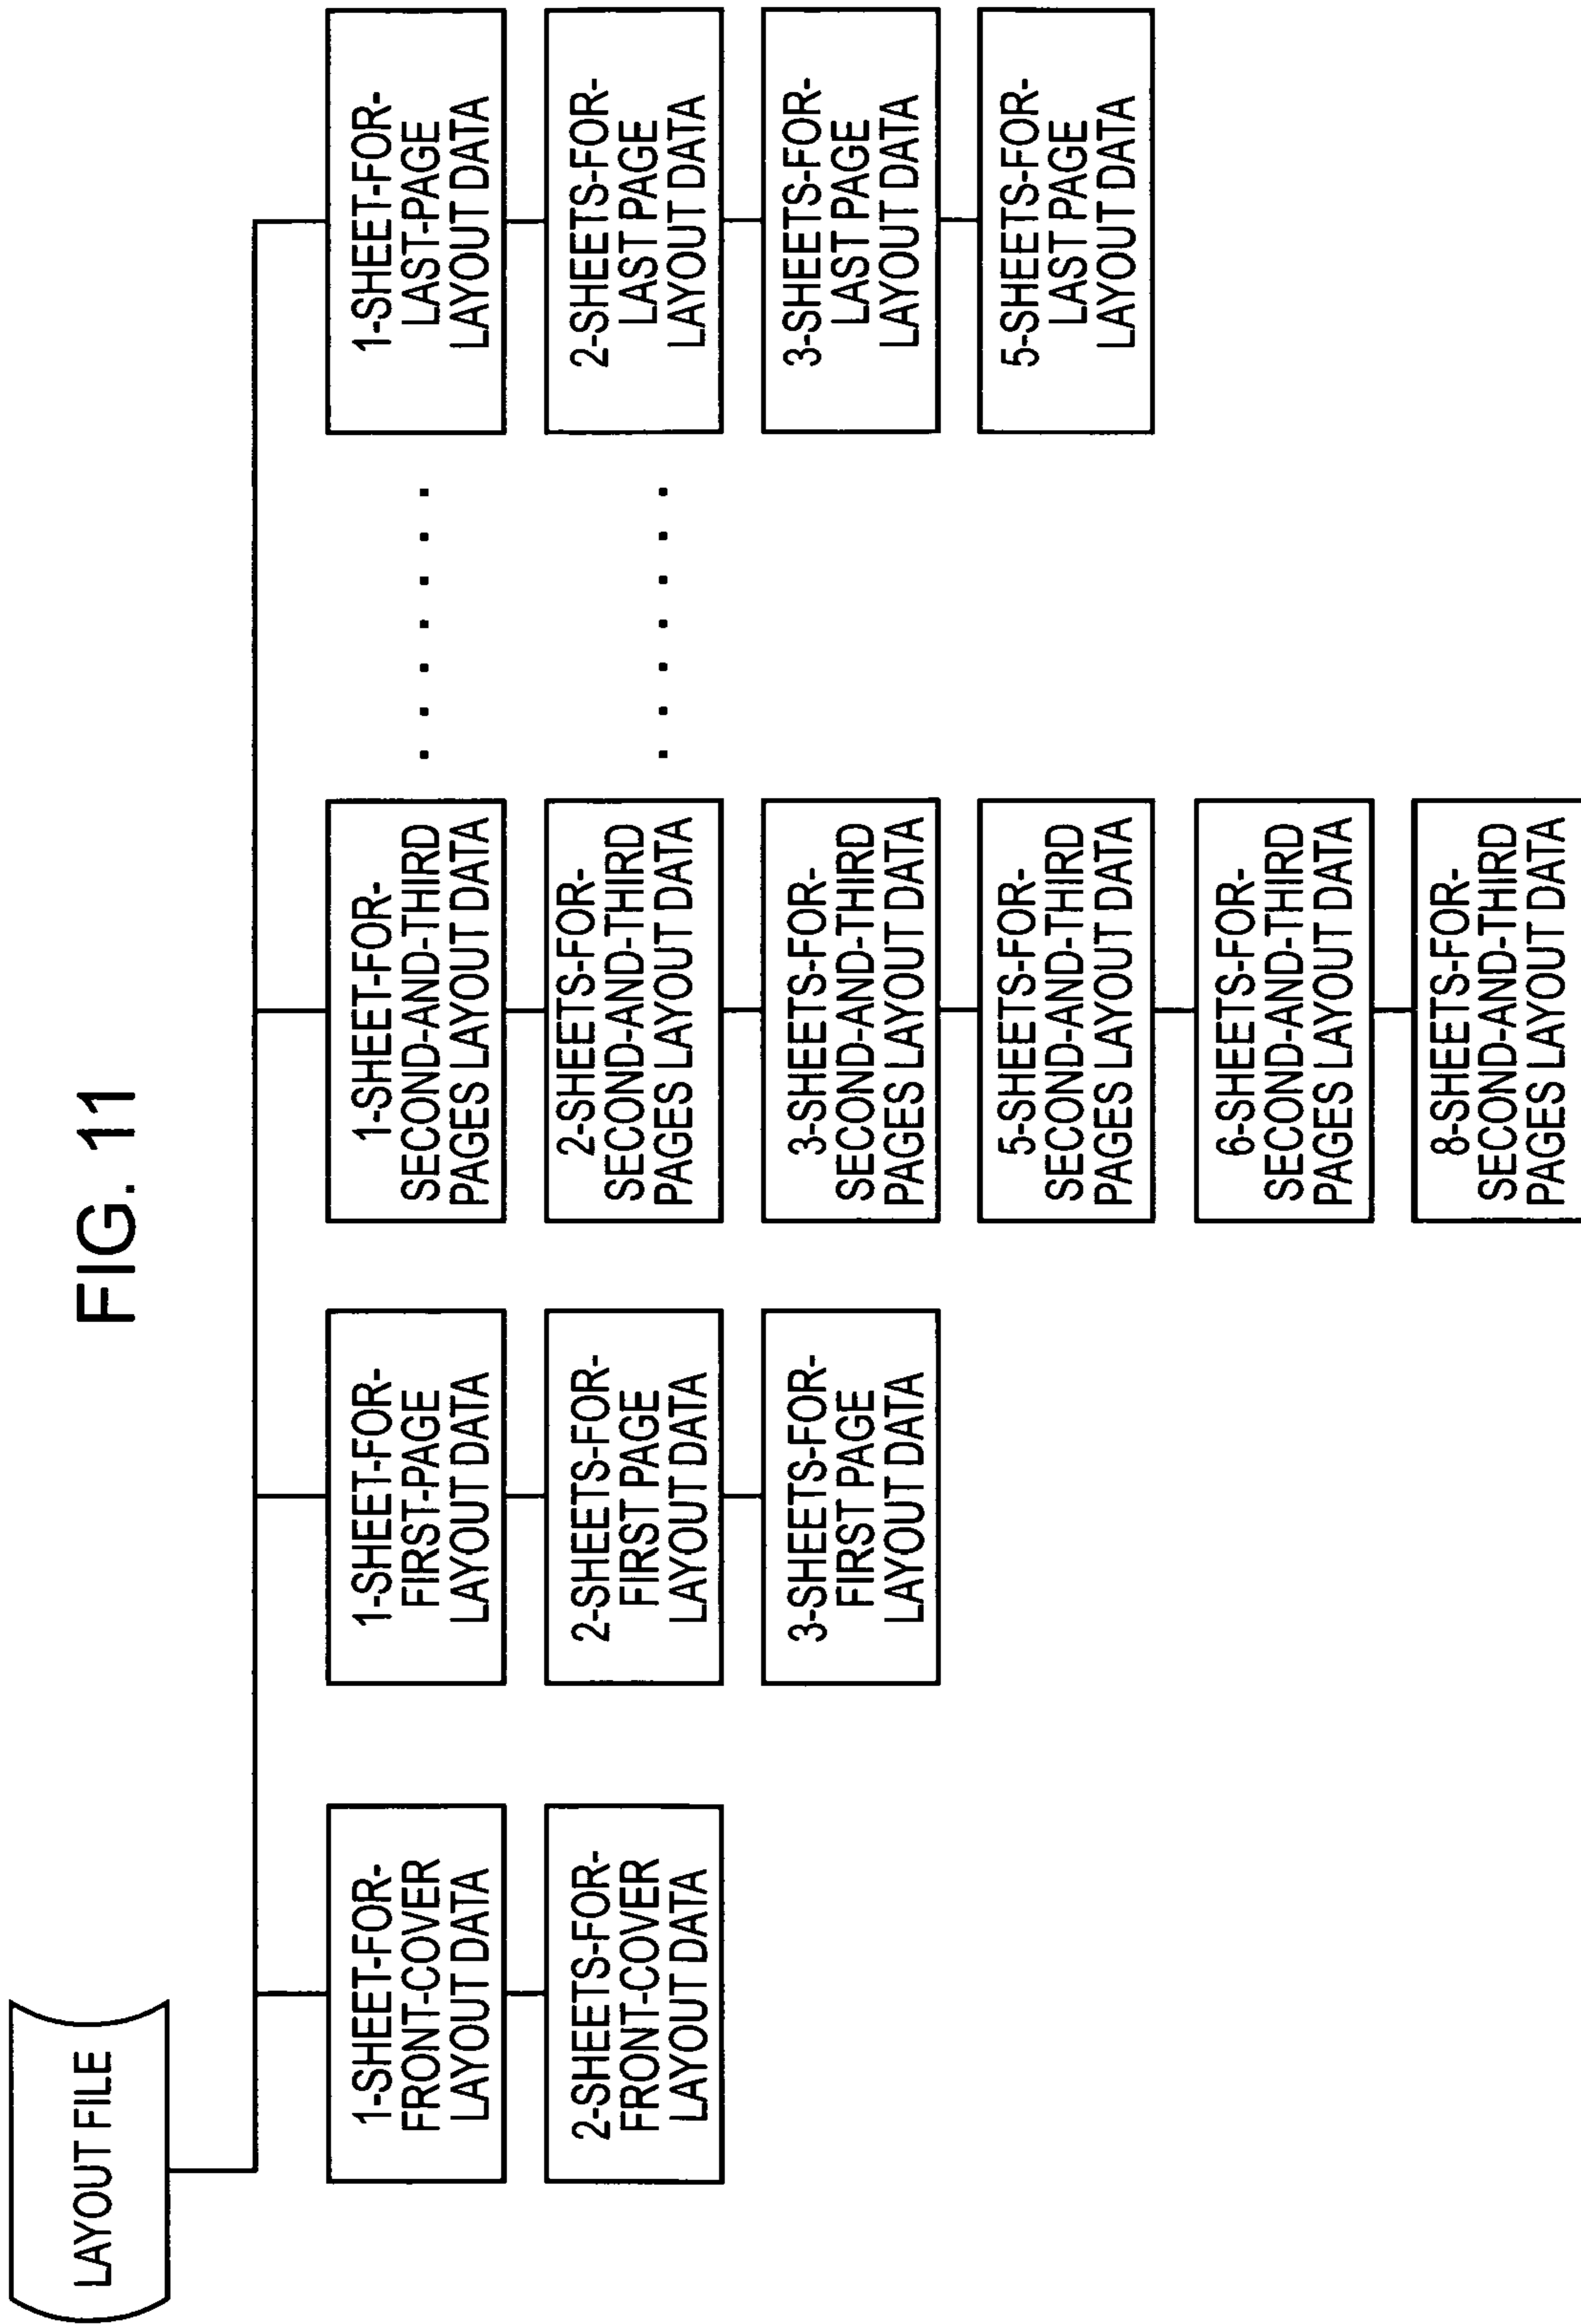 FIG. 11
LAYOUT FILE
1-SHEET-FOR-
FRONT-COVER
LAYOUT DATA
2-SHEETS-FOR-
FRONT-COVER
LAYOUT DATA
1-SHEET-FOR-
FIRST-PAGE
LAYOUT DATA
2-SHEETS-FOR-
FIRST PAGE
LAYOUT DATA
3-SHEETS-FOR-
FIRST PAGE
LAYOUT DATA
1-SHEET-FOR-
SECOND-AND-THIRD
PAGES LAYOUT DATA
2-SHEETS-FOR-
SECOND-AND-THIRD
PAGES LAYOUT DATA
3-SHEETS-FOR-
SECOND-AND-THIRD
PAGES LAYOUT DATA
5-SHEETS-FOR-
SECOND-AND-THIRD
PAGES LAYOUT DATA
6-SHEETS-FOR-
SECOND-AND-THIRD
PAGES LAYOUT DATA
8-SHEETS-FOR-
SECOND-AND-THIRD
PAGES LAYOUT DATA
. . . . . . .
. . . . . . .
1-SHEET-FOR-
LAST-PAGE
LAYOUT DATA
2-SHEETS-FOR-
LAST PAGE
LAYOUT DATA
3-SHEETS-FOR-
LAST PAGE
LAYOUT DATA
5-SHEETS-FOR-
LAST PAGE
LAYOUT DATA